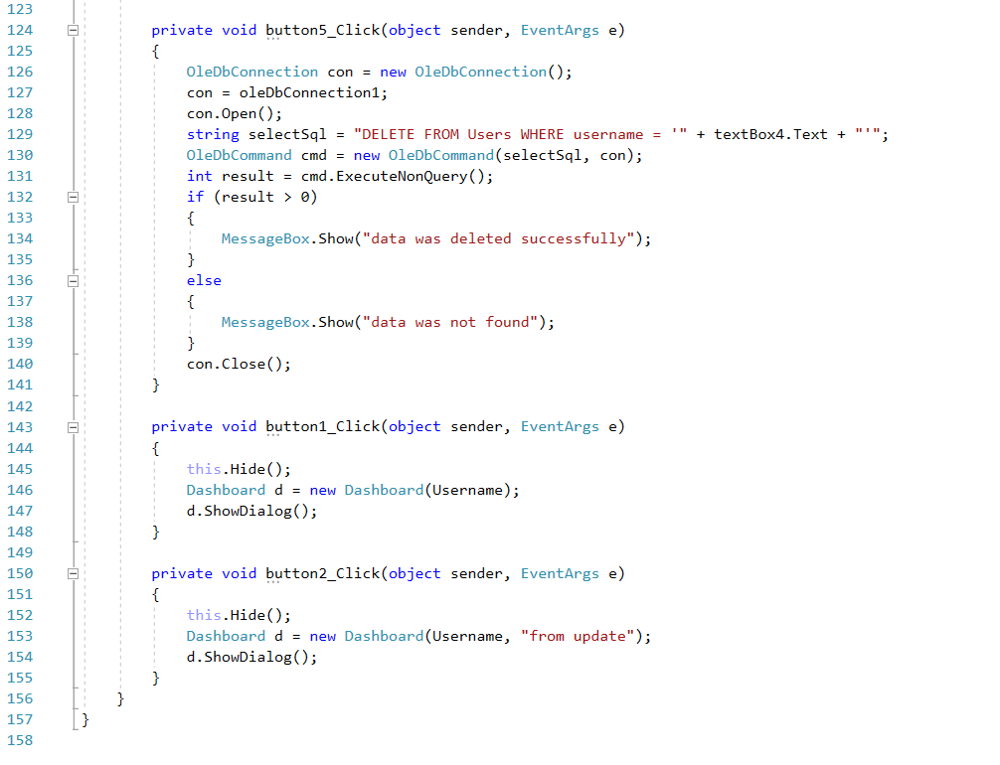 123
124 private void button5_Click(object sender, EventArgs e)
125 {
126 OleDbConnection con = new OleDbConnection();
127 con = oleDbConnection1;
128 con.Open();
129 string selectSql = "DELETE FROM Users WHERE username = '" + textBox4.Text + "'";
130 OleDbCommand cmd = new OleDbCommand(selectSql, con);
131 int result = cmd.ExecuteNonQuery();
132 if (result > 0)
133 {
134 MessageBox.Show("data was deleted successfully");
135 }
136 else
137 {
138 MessageBox.Show("data was not found");
139 }
140 con.Close();
141 }
142
143 private void button1_Click(object sender, EventArgs e)
144 {
145 this.Hide();
146 Dashboard d = new Dashboard(Username);
147 d.ShowDialog();
148 }
149
150 private void button2_Click(object sender, EventArgs e)
151 {
152 this.Hide();
153 Dashboard d = new Dashboard(Username, "from update");
154 d.ShowDialog();
155 }
156 }
157 }
158